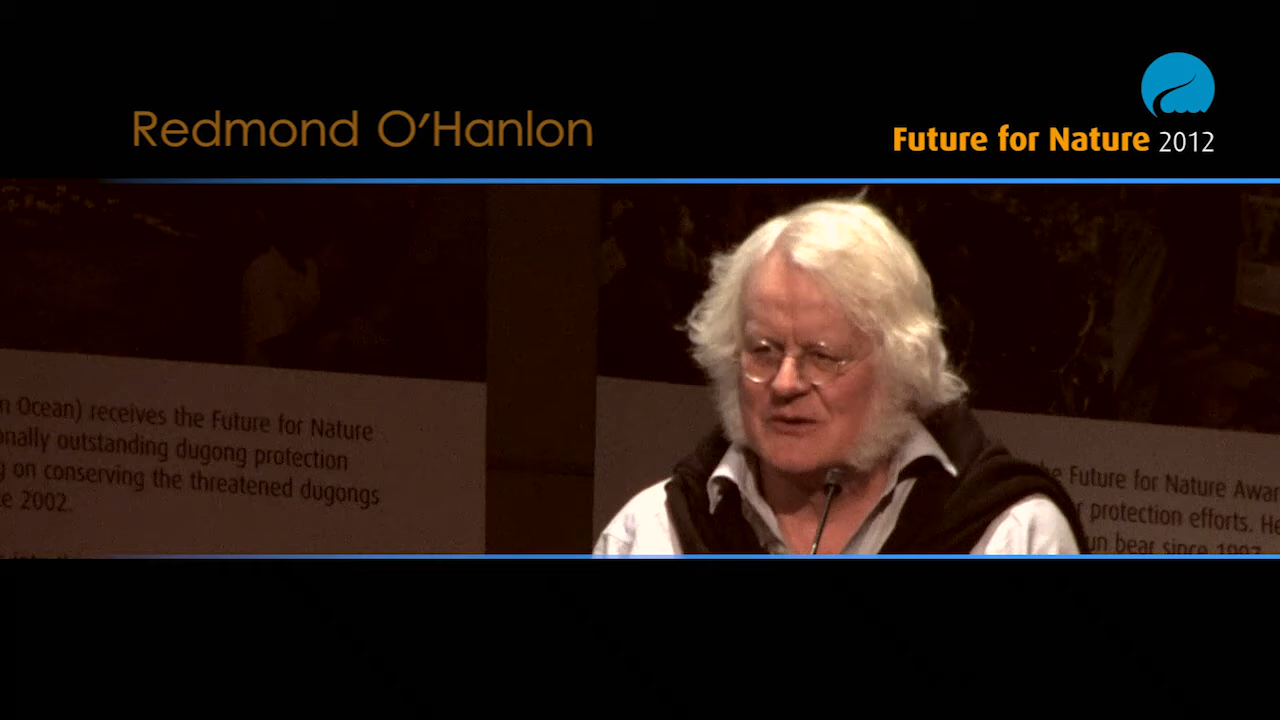 Redmond O'Hanlon
Future for Nature 2012
n Ocean) receives the Future for Nature
onally outstanding dugong protection
on conserving the threatened dugongs
e 2002.
e Future for Nature Awar
r protection efforts. He
un bear since 1997